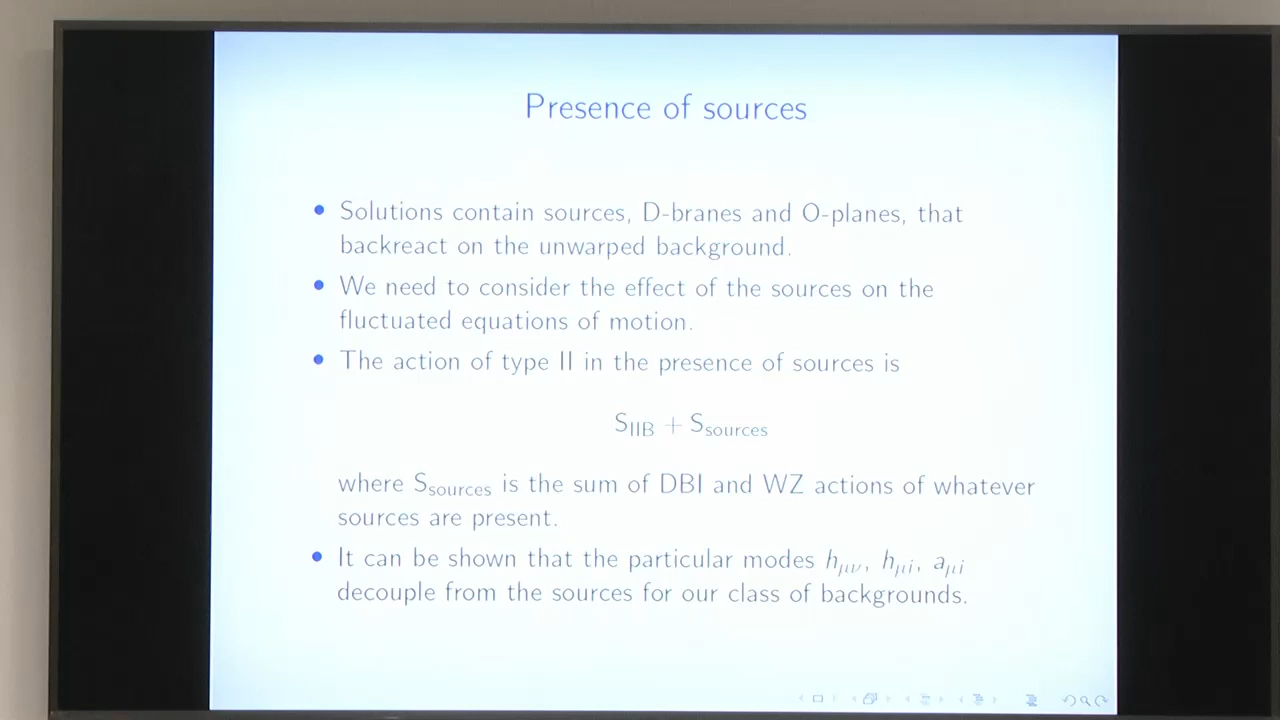 Presence of sources
• Solutions contain sources, D-branes and O-planes, that
backreact on the unwarped background.
• We need to consider the effect of the sources on the
fluctuated equations of motion.
• The action of type II in the presence of sources is
S_IIB + S_sources
where S_sources is the sum of DBI and WZ actions of whatever
sources are present.
• It can be shown that the particular modes h_μν, h_μi, a_μi
decouple from the sources for our class of backgrounds.